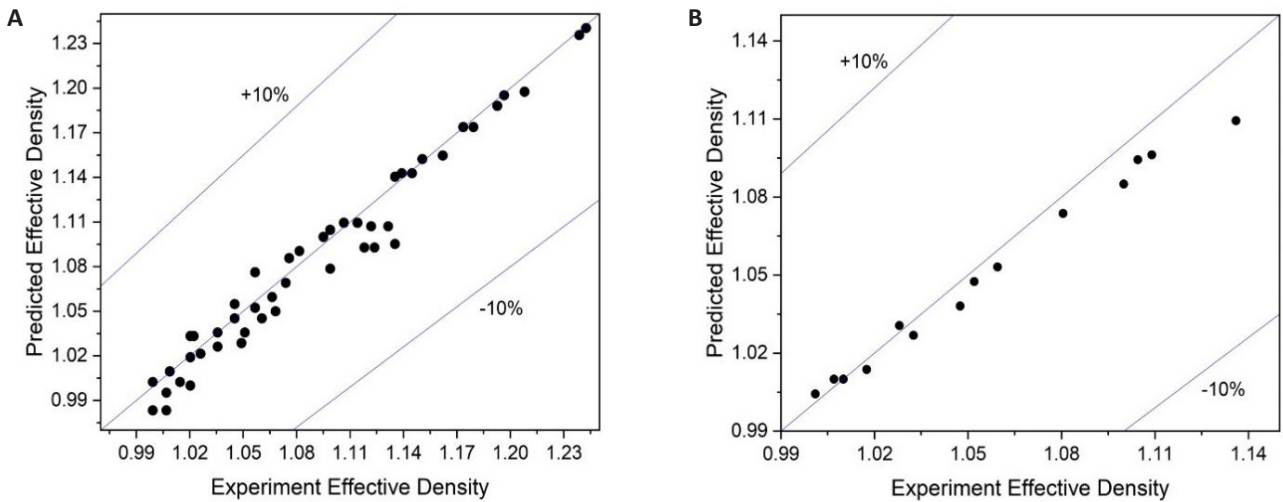 A
Predicted Effective Density
1.23
1.20
1.17
1.14
1.11
1.08
1.05
1.02
0.99
+10%
-10%
0.99 1.02 1.05 1.08 1.11 1.14 1.17 1.20 1.23
Experiment Effective Density
B
Predicted Effective Density
1.14
1.11
1.08
1.05
1.02
0.99
+10%
-10%
0.99 1.02 1.05 1.08 1.11 1.14
Experiment Effective Density